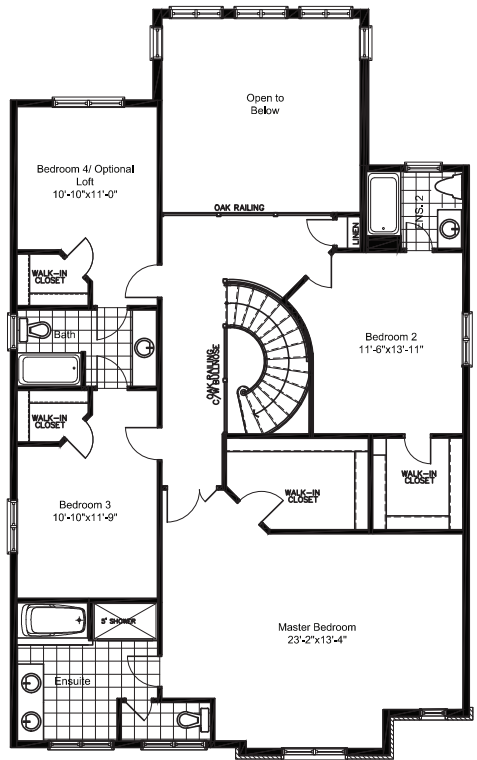 Open to
Below
Bedroom 4/ Optional
Loft
10'-10"x11'-0"
OAK RAILING
LINEN
ENS. 2
WALK-IN
CLOSET
Bath
OAK RAILING
C/W BULLNOSE
Bedroom 2
11'-6"x13'-11"
WALK-IN
CLOSET
WALK-IN
CLOSET
WALK-IN
CLOSET
Bedroom 3
10'-10"x11'-9"
5' SHOWER
Master Bedroom
23'-2"x13'-4"
Ensuite